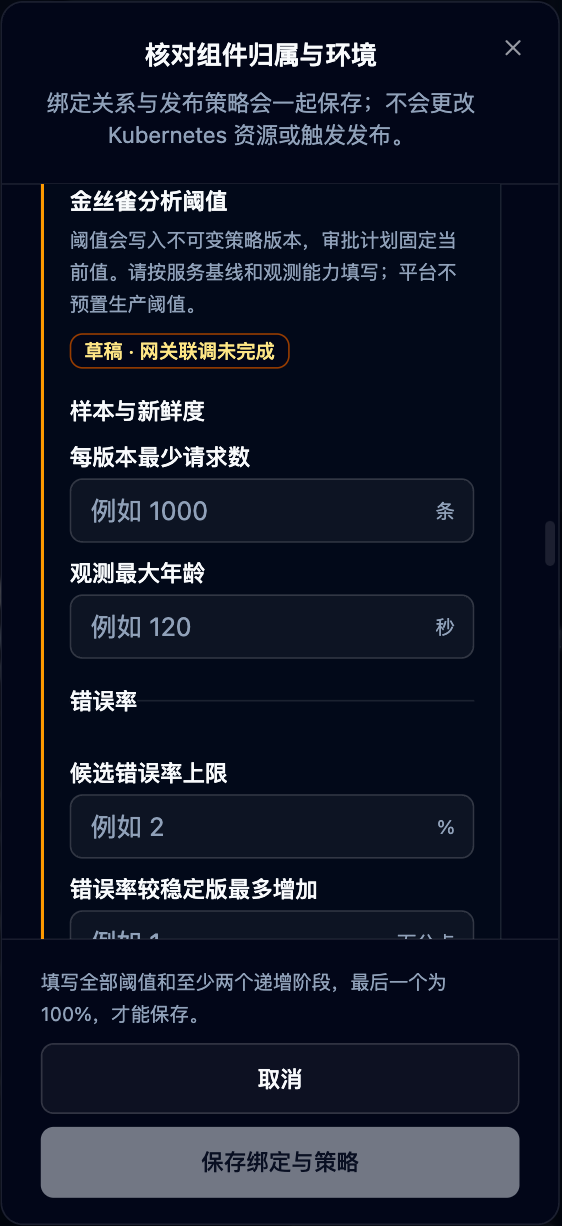 核对组件归属与环境
绑定关系与发布策略会一起保存；不会更改
Kubernetes 资源或触发发布。
金丝雀分析阈值
阈值会写入不可变策略版本，审批计划固定当
前值。请按服务基线和观测能力填写；平台不
预置生产阈值。
草稿 · 网关联调未完成
样本与新鲜度
每版本最少请求数
例如 1000 条
观测最大年龄
例如 120 秒
错误率
候选错误率上限
例如 2 %
错误率较稳定版最多增加
例如 1 百分点
填写全部阈值和至少两个递增阶段，最后一个为
100%，才能保存。
取消
保存绑定与策略